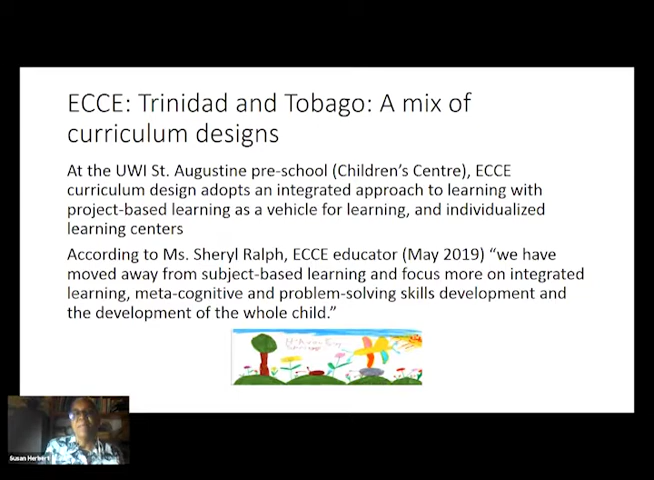 ECCE: Trinidad and Tobago: A mix of
curriculum designs
At the UWI St. Augustine pre-school (Children's Centre), ECCE
curriculum design adopts an integrated approach to learning with
project-based learning as a vehicle for learning, and individualized
learning centers
According to Ms. Sheryl Ralph, ECCE educator (May 2019) “we have
moved away from subject-based learning and focus more on integrated
learning, meta-cognitive and problem-solving skills development and
the development of the whole child.”
Susan Herbert